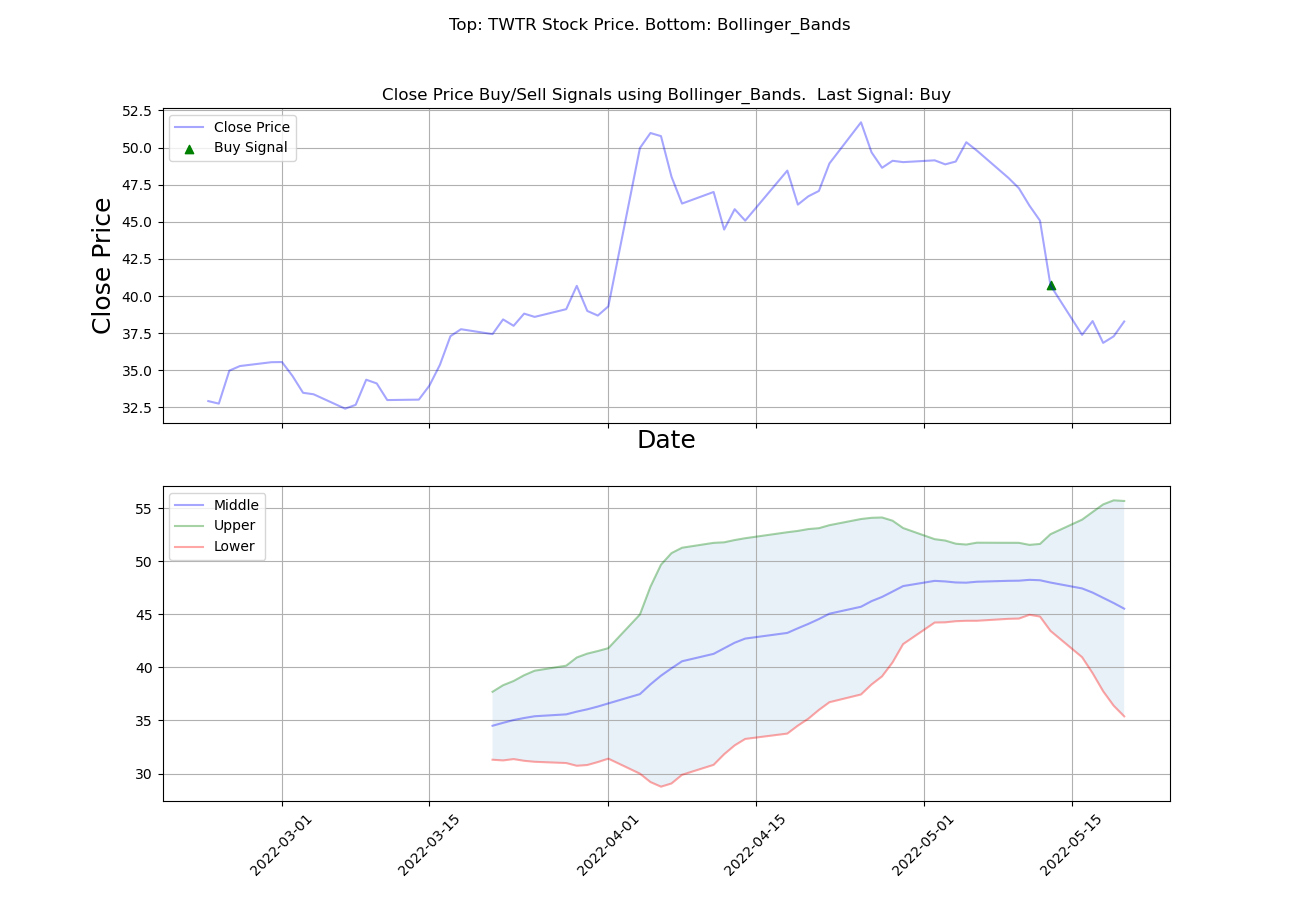 Top: TWTR Stock Price. Bottom: Bollinger_Bands
Close Price Buy/Sell Signals using Bollinger_Bands.  Last Signal: Buy
Close Price
Buy Signal
52.5
50.0
47.5
45.0
42.5
40.0
37.5
35.0
32.5
Close Price
Date
Middle
Upper
Lower
55
50
45
40
35
30
2022-03-01
2022-03-15
2022-04-01
2022-04-15
2022-05-01
2022-05-15